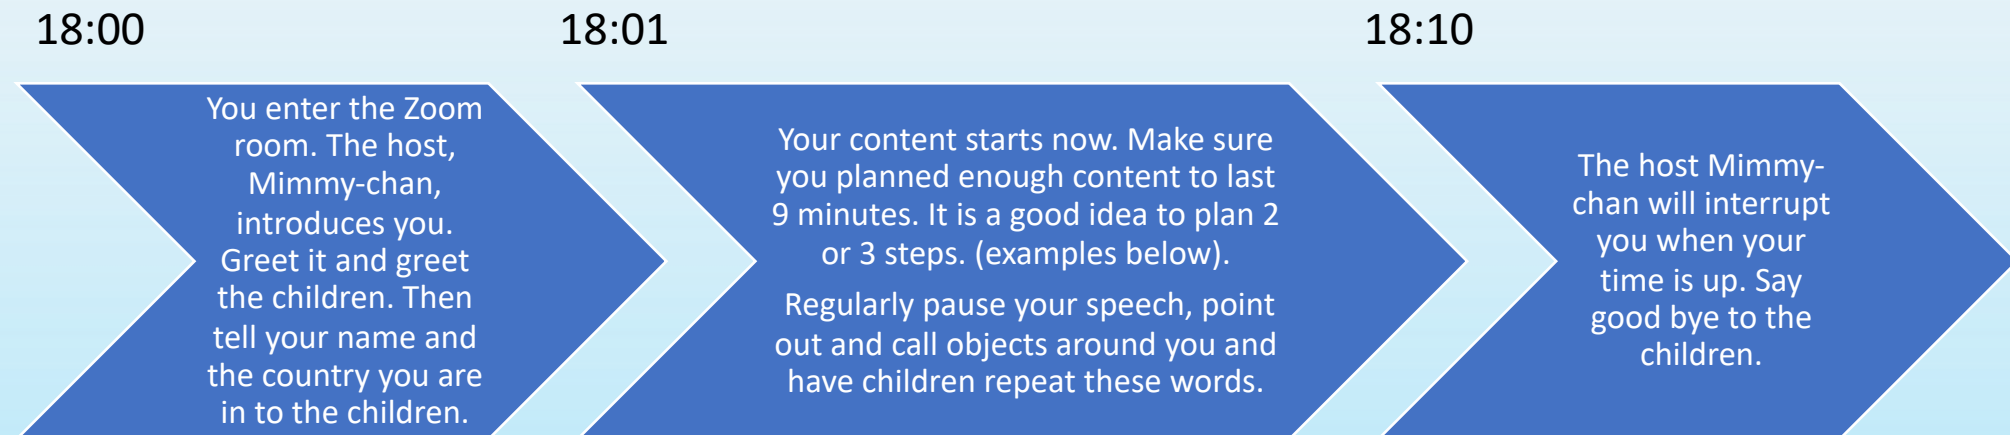 18:00
18:01
18:10
You enter the Zoom
room. The host,
Mimmy-chan,
introduces you.
Greet it and greet
the children. Then
tell your name and
the country you are
in to the children.
Your content starts now. Make sure
you planned enough content to last
9 minutes. It is a good idea to plan 2
or 3 steps. (examples below).
Regularly pause your speech, point
out and call objects around you and
have children repeat these words.
The host Mimmy-
chan will interrupt
you when your
time is up. Say
good bye to the
children.